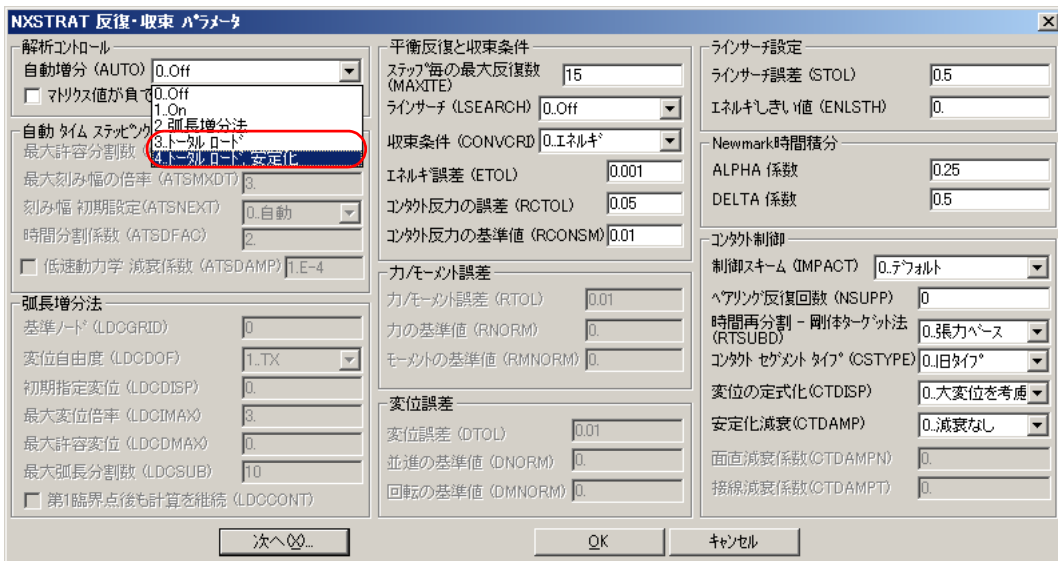 NXSTRAT 反復・収束 パラメータ
解析コントロール
自動増分 (AUTO) 0..Off
マトリクス値が負で
0..Off
1..On
2..弧長増分法
3..トータル ロード
4..トータル ロード, 安定化
自動 タイム ステッピング
最大許容分割数 (
最大刻み幅の倍率 (ATSMXDT) 3.
刻み幅 初期設定(ATSNEXT) 0..自動
時間分割係数 (ATSDFAC) 2.
低速動力学 減衰係数 (ATSDAMP) 1.E-4
弧長増分法
基準ノード (LDCGRID) 0
変位自由度 (LDCDOF) 1..TX
初期指定変位 (LDCDISP) 0.
最大変位倍率 (LDCIMAX) 3.
最大許容変位 (LDCDMAX) 0.
最大弧長分割数 (LDCSUB) 10
第1臨界点後も計算を継続 (LDCCONT)
平衡反復と収束条件
ステップ毎の最大反復数 (MAXITE) 15
ラインサーチ (LSEARCH) 0..Off
収束条件 (CONVCRI) 0..エネルギ
エネルギ誤差 (ETOL) 0.001
コンタクト反力の誤差 (RCTOL) 0.05
コンタクト反力の基準値 (RCONSM) 0.01
力/モーメント誤差
力/モーメント誤差 (RTOL) 0.01
力の基準値 (RNORM) 0.
モーメントの基準値 (RMNORM) 0.
変位誤差
変位誤差 (DTOL) 0.01
並進の基準値 (DNORM) 0.
回転の基準値 (DMNORM) 0.
ラインサーチ設定
ラインサーチ誤差 (STOL) 0.5
エネルギしきい値 (ENLSTH) 0.
Newmark時間積分
ALPHA 係数 0.25
DELTA 係数 0.5
コンタクト制御
制御スキーム (IMPACT) 0..デフォルト
ペアリング反復回数 (NSUPP) 0
時間再分割 - 剛体ターゲット法 (RTSUBD) 0..張力ベース
コンタクト セグメント タイプ (CSTYPE) 0..旧タイプ
変位の定式化(CTDISP) 0..大変位を考慮
安定化減衰(CTDAMP) 0..減衰なし
面直減衰係数(CTDAMPN) 0.
接線減衰係数(CTDAMPT) 0.
次へ(X)...
OK
キャンセル